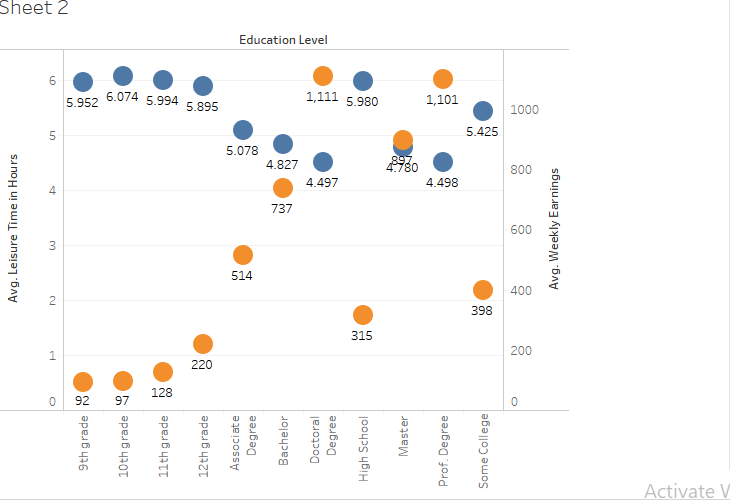 Sheet 2
Education Level
Avg. Leisure Time in Hours
6
5
4
3
2
1
0
5.952
6.074
5.994
5.895
5.078
4.827
4.497
5.980
4.780
4.498
5.425
92
97
128
220
514
737
1,111
315
897
1,101
398
1000
800
600
400
200
0
Avg. Weekly Earnings
9th grade
10th grade
11th grade
12th grade
Associate
Degree
Bachelor
Doctoral
Degree
High School
Master
Prof. Degree
Some College
Activate